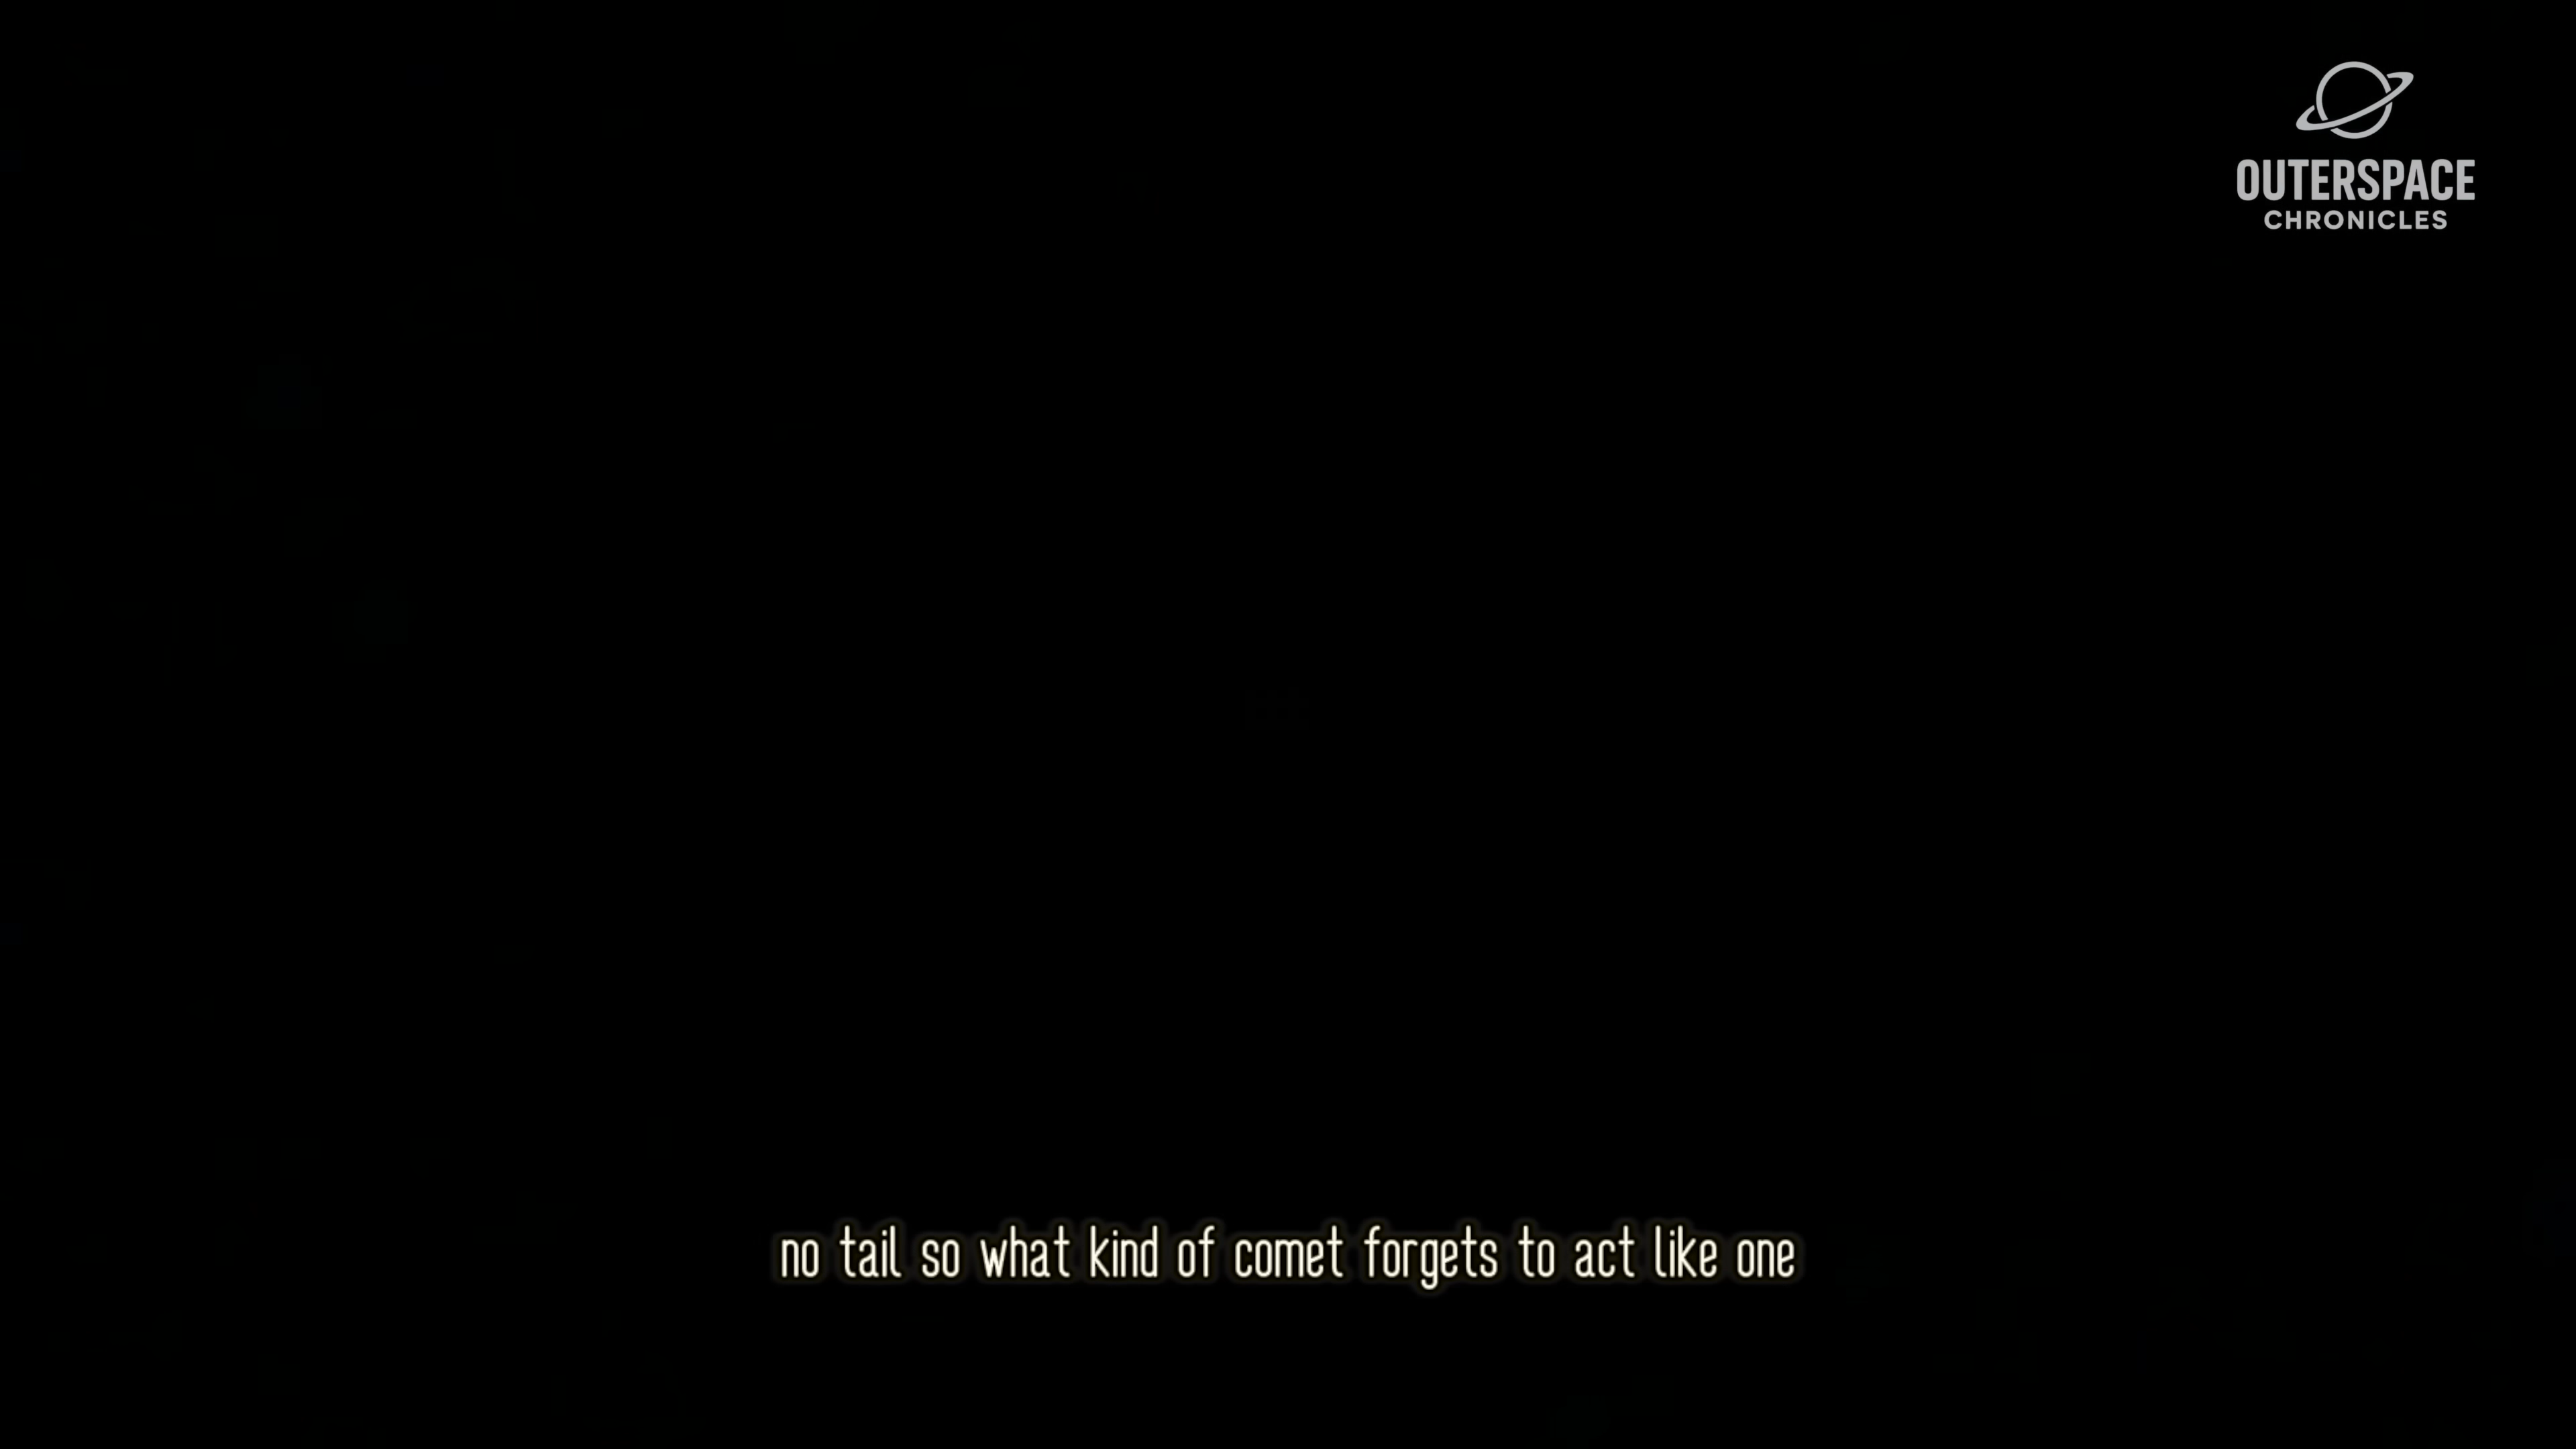 OUTERSPACE
CHRONICLES
no tail so what kind of comet forgets to act like one